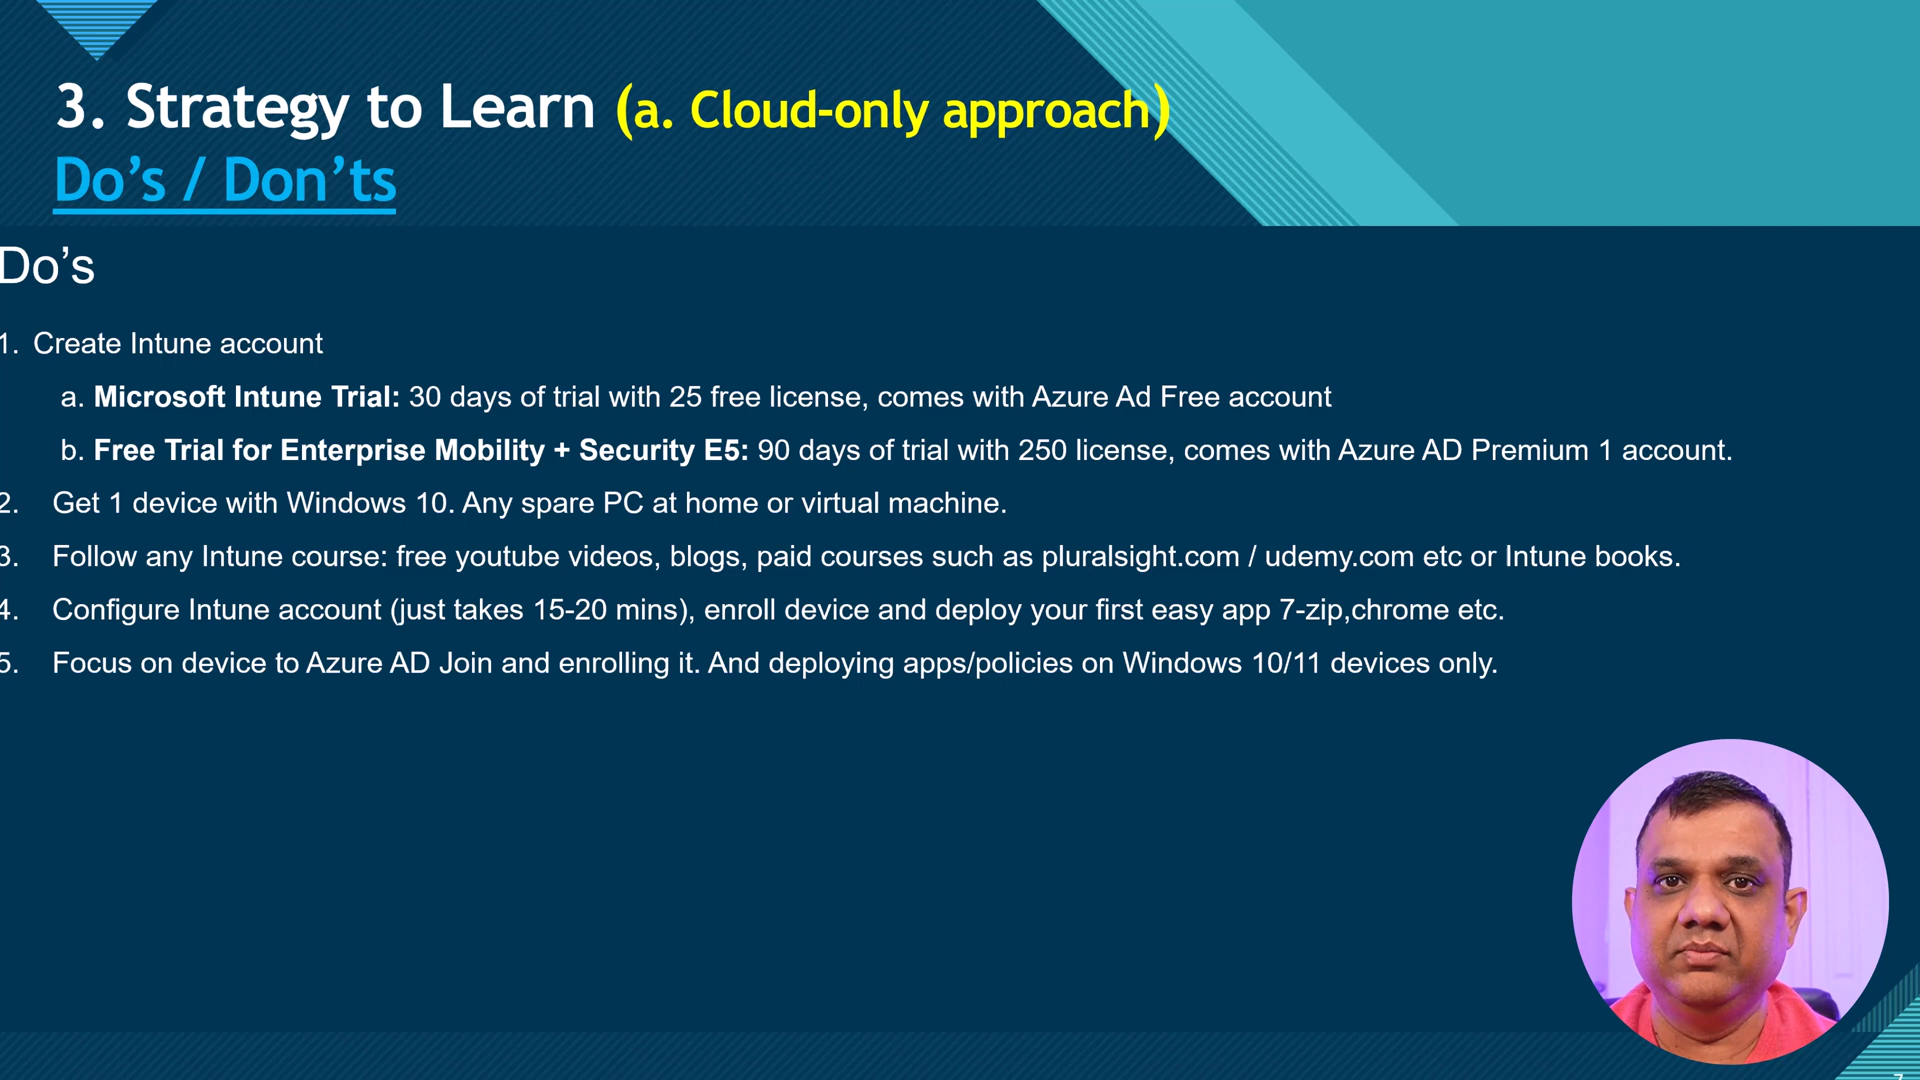 3. Strategy to Learn (a. Cloud-only approach)
Do’s / Don’ts
Do’s
1. Create Intune account
a. Microsoft Intune Trial: 30 days of trial with 25 free license, comes with Azure Ad Free account
b. Free Trial for Enterprise Mobility + Security E5: 90 days of trial with 250 license, comes with Azure AD Premium 1 account.
2. Get 1 device with Windows 10. Any spare PC at home or virtual machine.
3. Follow any Intune course: free youtube videos, blogs, paid courses such as pluralsight.com / udemy.com etc or Intune books.
4. Configure Intune account (just takes 15-20 mins), enroll device and deploy your first easy app 7-zip,chrome etc.
5. Focus on device to Azure AD Join and enrolling it. And deploying apps/policies on Windows 10/11 devices only.